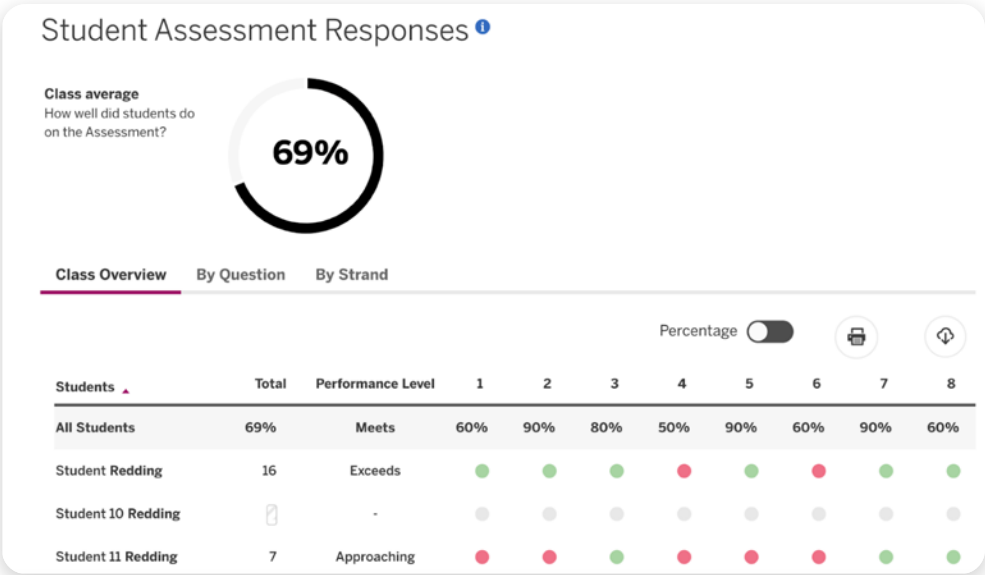 Student Assessment Responses
Class average
How well did students do
on the Assessment?
69%
Class Overview By Question By Strand
Percentage
Students Total Performance Level 1 2 3 4 5 6 7 8
All Students 69% Meets 60% 90% 80% 50% 90% 60% 90% 60%
Student Redding 16 Exceeds
Student 10 Redding -
Student 11 Redding 7 Approaching